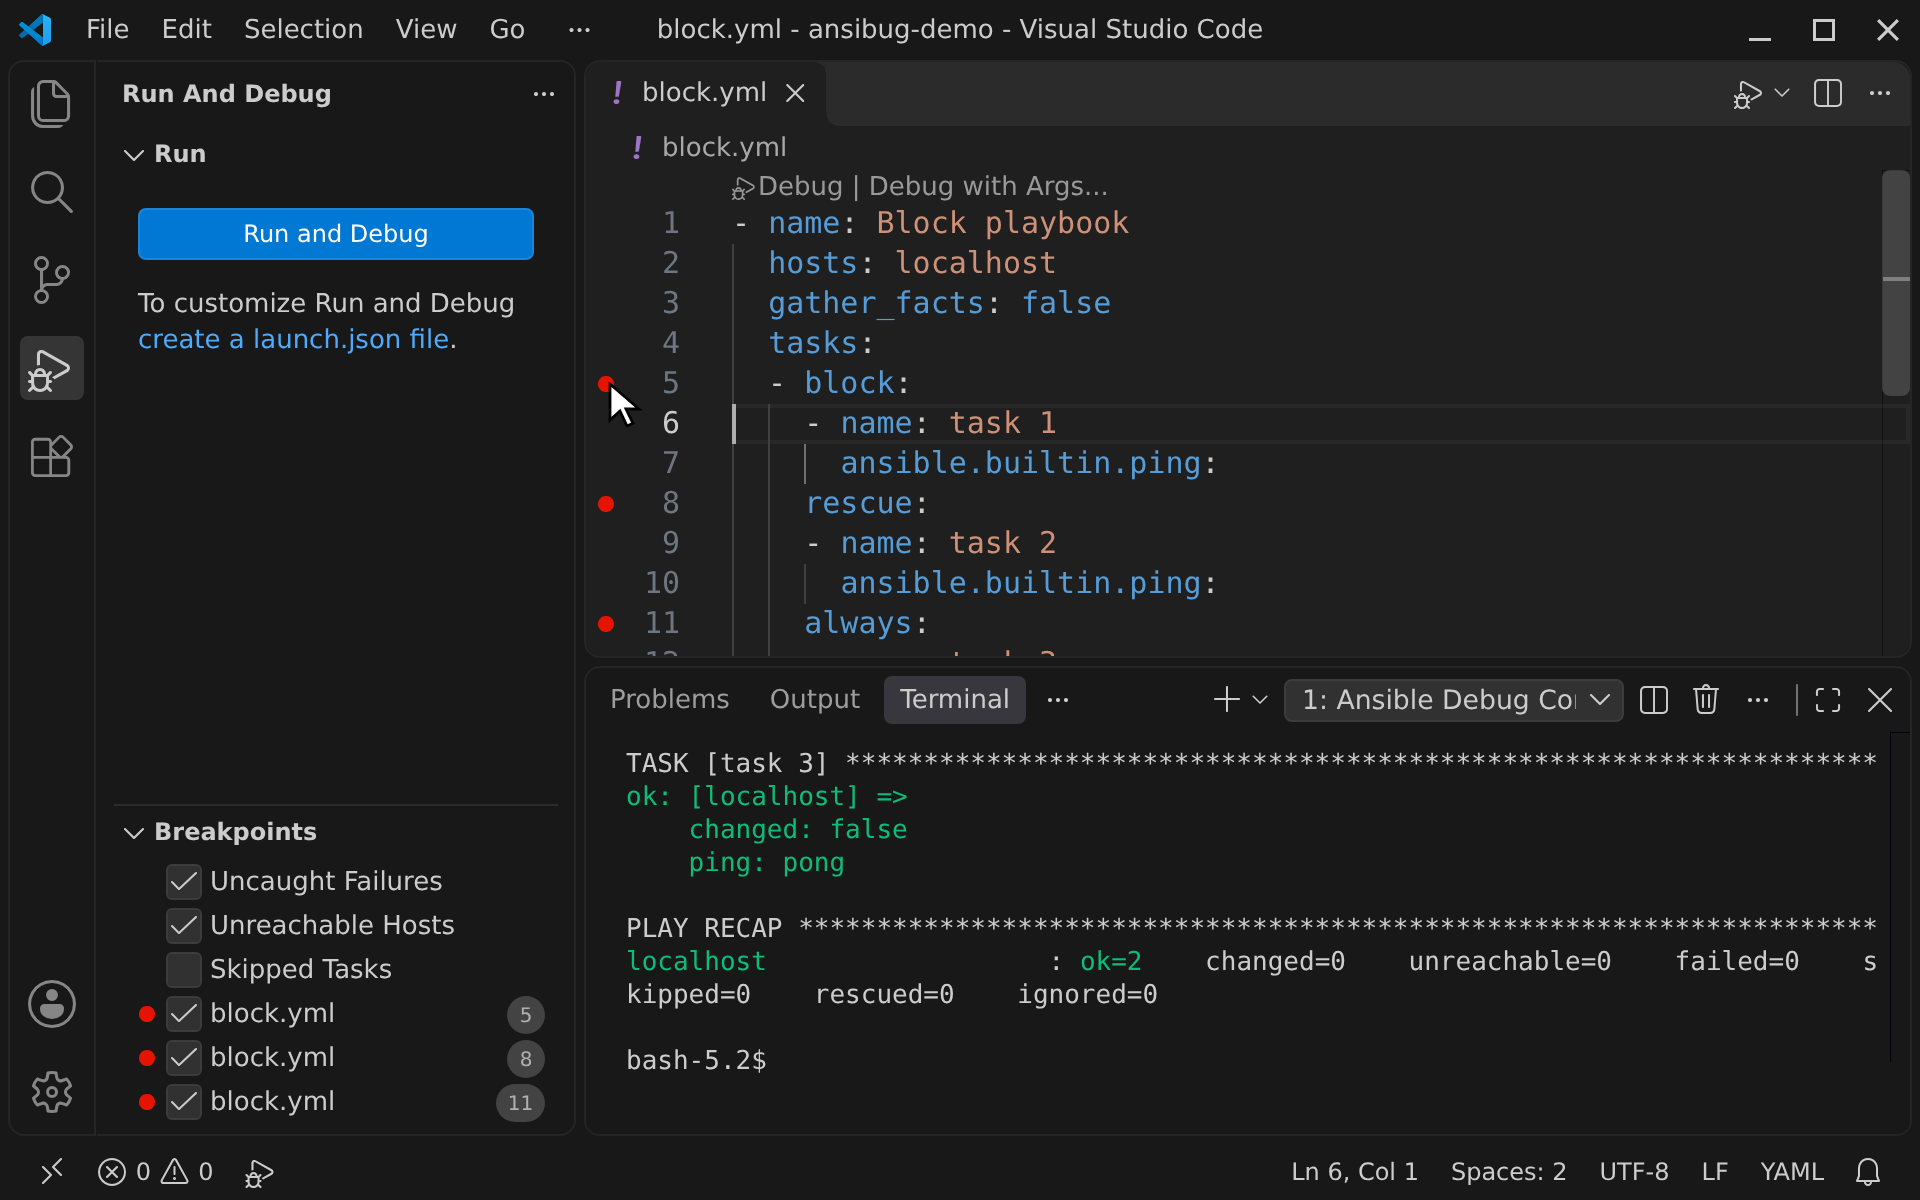 File Edit Selection View Go ··· block.yml - ansibug-demo - Visual Studio Code
Run And Debug ···
Run
Run and Debug
To customize Run and Debug
create a launch.json file.
Breakpoints
Uncaught Failures
Unreachable Hosts
Skipped Tasks
block.yml 5
block.yml 8
block.yml 11
! block.yml
! block.yml
Debug | Debug with Args...
1 - name: Block playbook
2 hosts: localhost
3 gather_facts: false
4 tasks:
5 - block:
6 - name: task 1
7 ansible.builtin.ping:
8 rescue:
9 - name: task 2
10 ansible.builtin.ping:
11 always:
Problems Output Terminal ··· 1: Ansible Debug Co
TASK [task 3] ******************************************************************
ok: [localhost] =>
changed: false
ping: pong
PLAY RECAP *********************************************************************
localhost : ok=2 changed=0 unreachable=0 failed=0 s
kipped=0 rescued=0 ignored=0
bash-5.2$
0 0 Ln 6, Col 1 Spaces: 2 UTF-8 LF YAML